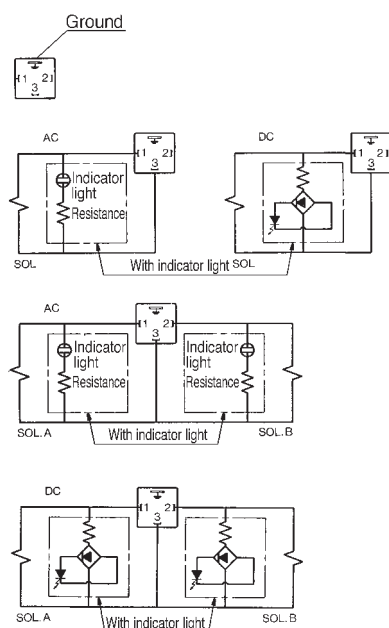 Ground
1 2
3
AC
1 2
3
Indicator
light
Resistance
SOL
DC
1 2
3
SOL
With indicator light
AC
1 2
3
Indicator
light
Resistance
Indicator
light
Resistance
SOL. A
With indicator light
SOL. B
DC
1 2
3
SOL. A
With indicator light
SOL. B